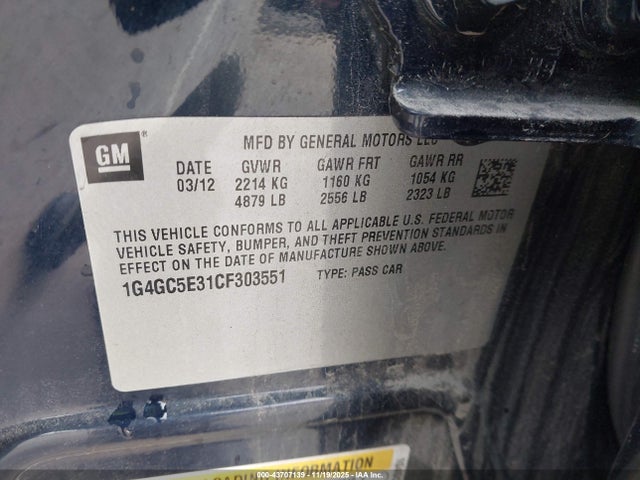 GM
MFD BY GENERAL MOTORS LLC
DATE GVWR GAWR FRT GAWR RR
03/12 2214 KG 1160 KG 1054 KG
4879 LB 2556 LB 2323 LB
THIS VEHICLE CONFORMS TO ALL APPLICABLE U.S. FEDERAL MOTOR
VEHICLE SAFETY, BUMPER, AND THEFT PREVENTION STANDARDS IN
EFFECT ON THE DATE OF MANUFACTURE SHOWN ABOVE.
1G4GC5E31CF303551 TYPE: PASS CAR
INFORMATION
000-43707139 | 11/19/2025 | Copart